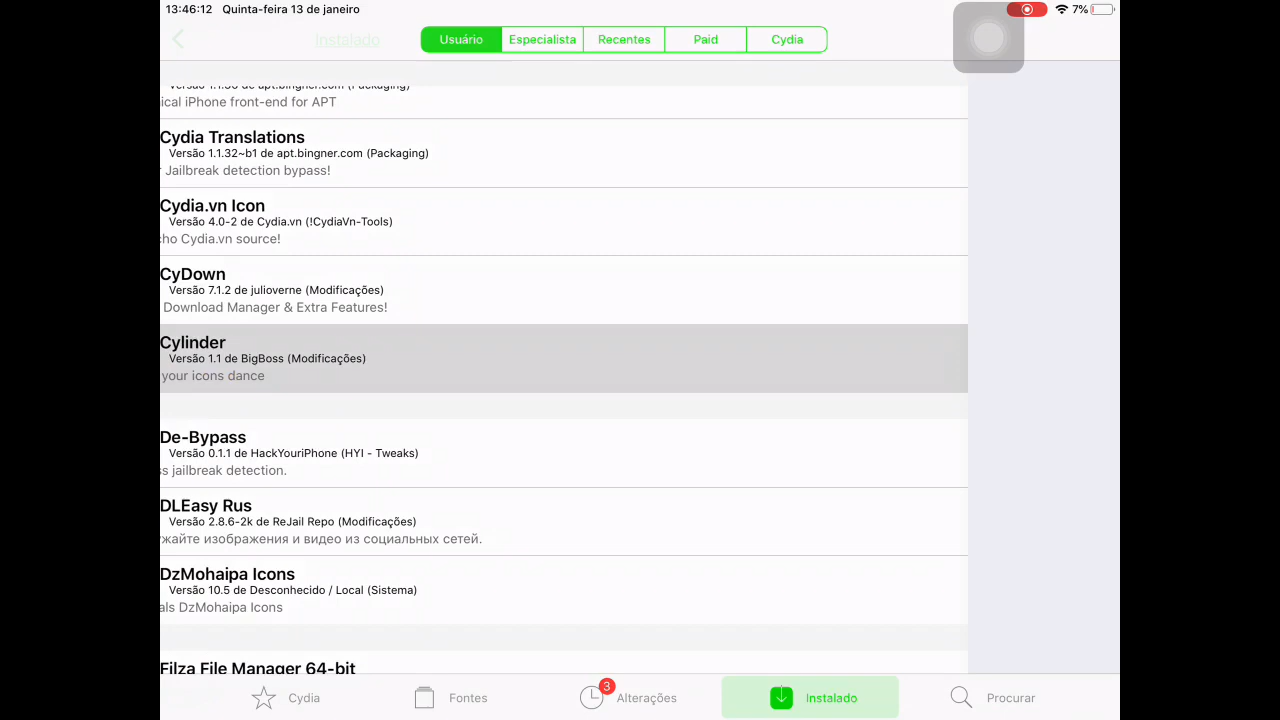 13:46:12 Quinta-feira 13 de janeiro
7%
Instalado
Usuário Especialista Recentes Paid Cydia
ical iPhone front-end for APT
Cydia Translations
Versão 1.1.32~b1 de apt.bingner.com (Packaging)
Jailbreak detection bypass!
Cydia.vn Icon
Versão 4.0-2 de Cydia.vn (!CydiaVn-Tools)
cho Cydia.vn source!
CyDown
Versão 7.1.2 de julioverne (Modificações)
Download Manager & Extra Features!
Cylinder
Versão 1.1 de BigBoss (Modificações)
your icons dance
De-Bypass
Versão 0.1.1 de HackYouriPhone (HYI - Tweaks)
ss jailbreak detection.
DLEasy Rus
Versão 2.8.6-2k de ReJail Repo (Modificações)
жайте изображения и видео из социальных сетей.
DzMohaipa Icons
Versão 10.5 de Desconhecido / Local (Sistema)
als DzMohaipa Icons
Filza File Manager 64-bit
Cydia Fontes 3 Alterações Instalado Procurar